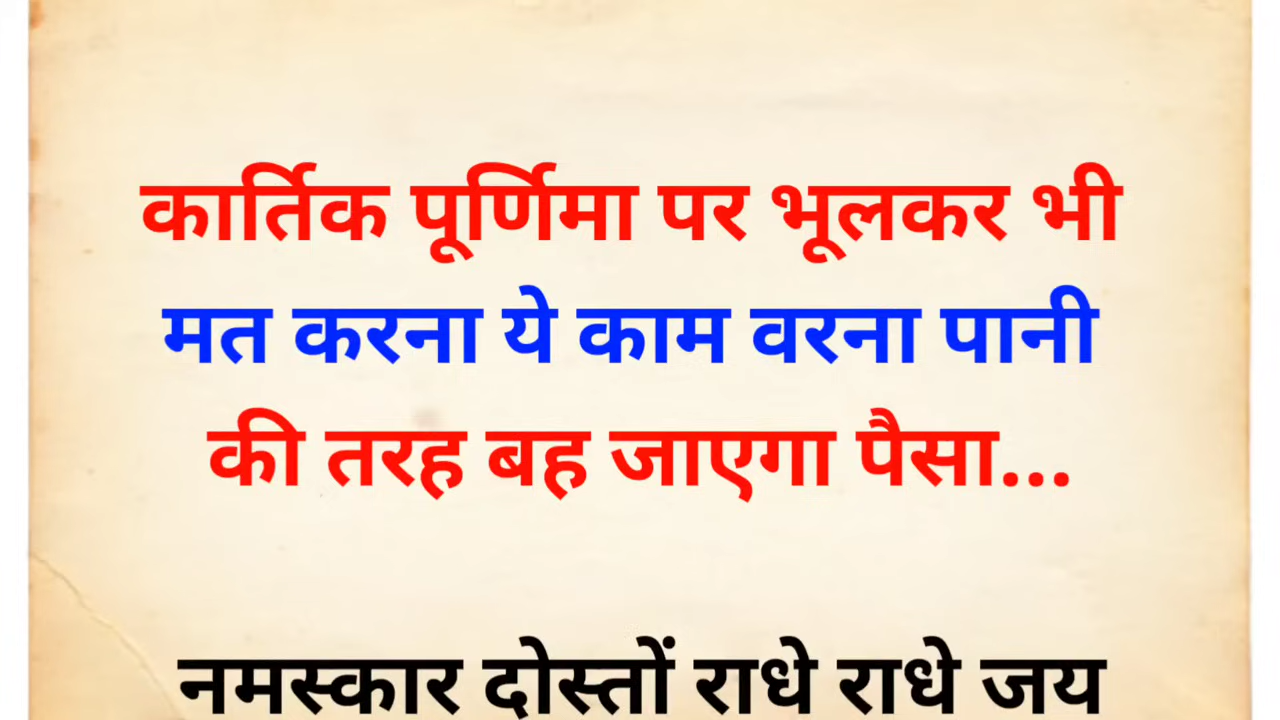 कार्तिक पूर्णिमा पर भूलकर भी
मत करना ये काम वरना पानी
की तरह बह जाएगा पैसा...
नमस्कार दोस्तों राधे राधे जय